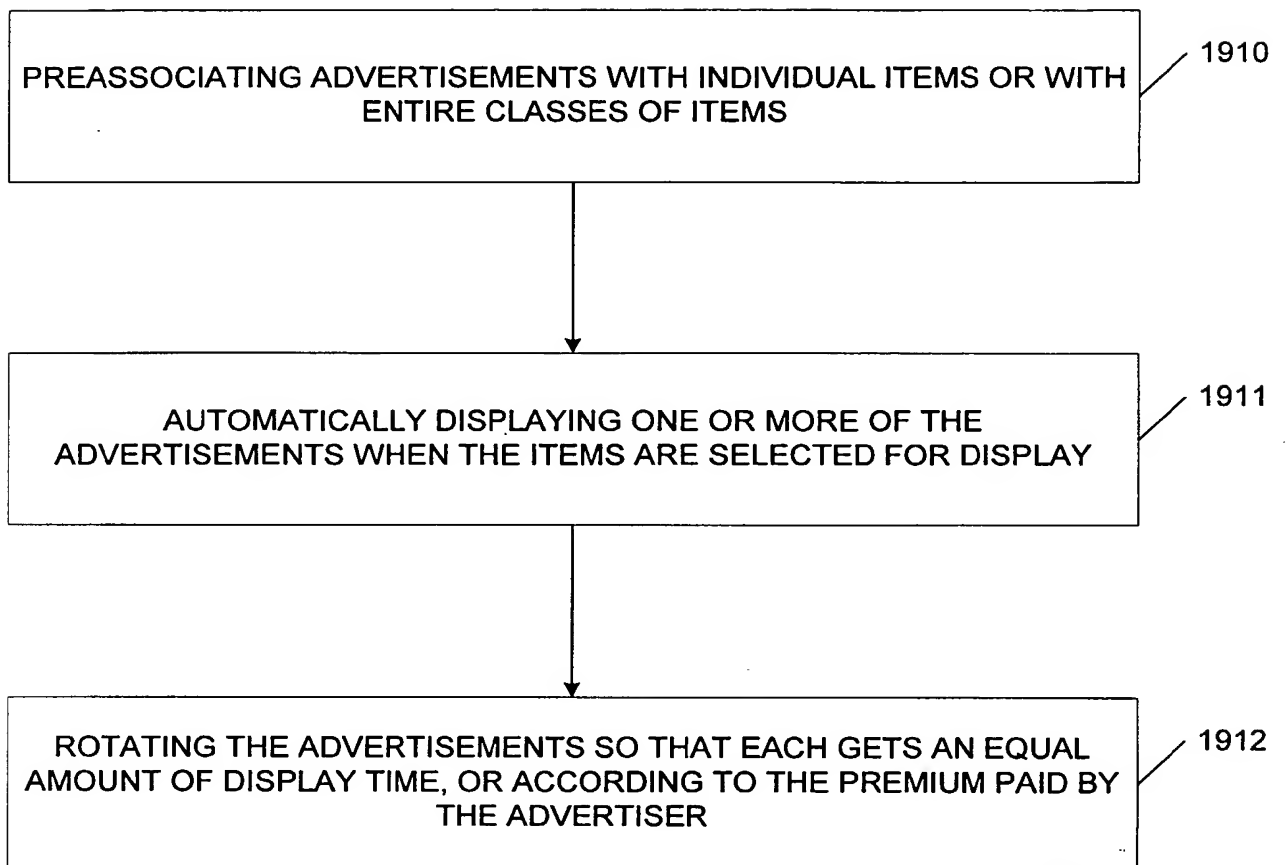 PREASSOCIATING ADVERTISEMENTS WITH INDIVIDUAL ITEMS OR WITH
ENTIRE CLASSES OF ITEMS
1910
AUTOMATICALLY DISPLAYING ONE OR MORE OF THE
ADVERTISEMENTS WHEN THE ITEMS ARE SELECTED FOR DISPLAY
1911
ROTATING THE ADVERTISEMENTS SO THAT EACH GETS AN EQUAL
AMOUNT OF DISPLAY TIME, OR ACCORDING TO THE PREMIUM PAID BY
THE ADVERTISER
1912